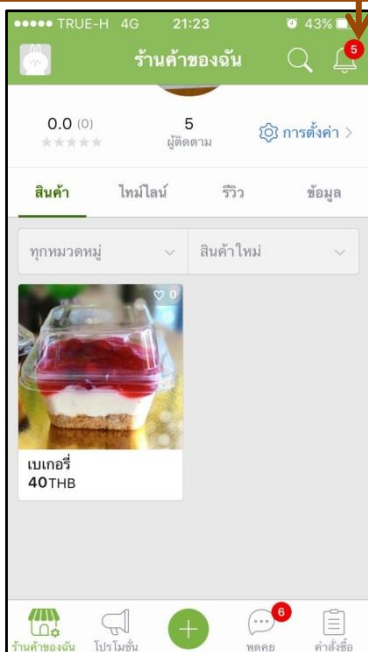 TRUE-H 4G 21:23 43%
ร้านค้าของฉัน
5
0.0 (0)
5
ผู้ติดตาม
การตั้งค่า
สินค้า ไทม์ไลน์ รีวิว ข้อมูล
ทุกหมวดหมู่ สินค้าใหม่
0
เบเกอรี่
40THB
6
ร้านค้าของฉัน โปรโมชั่น พูดคุย คำสั่งซื้อ